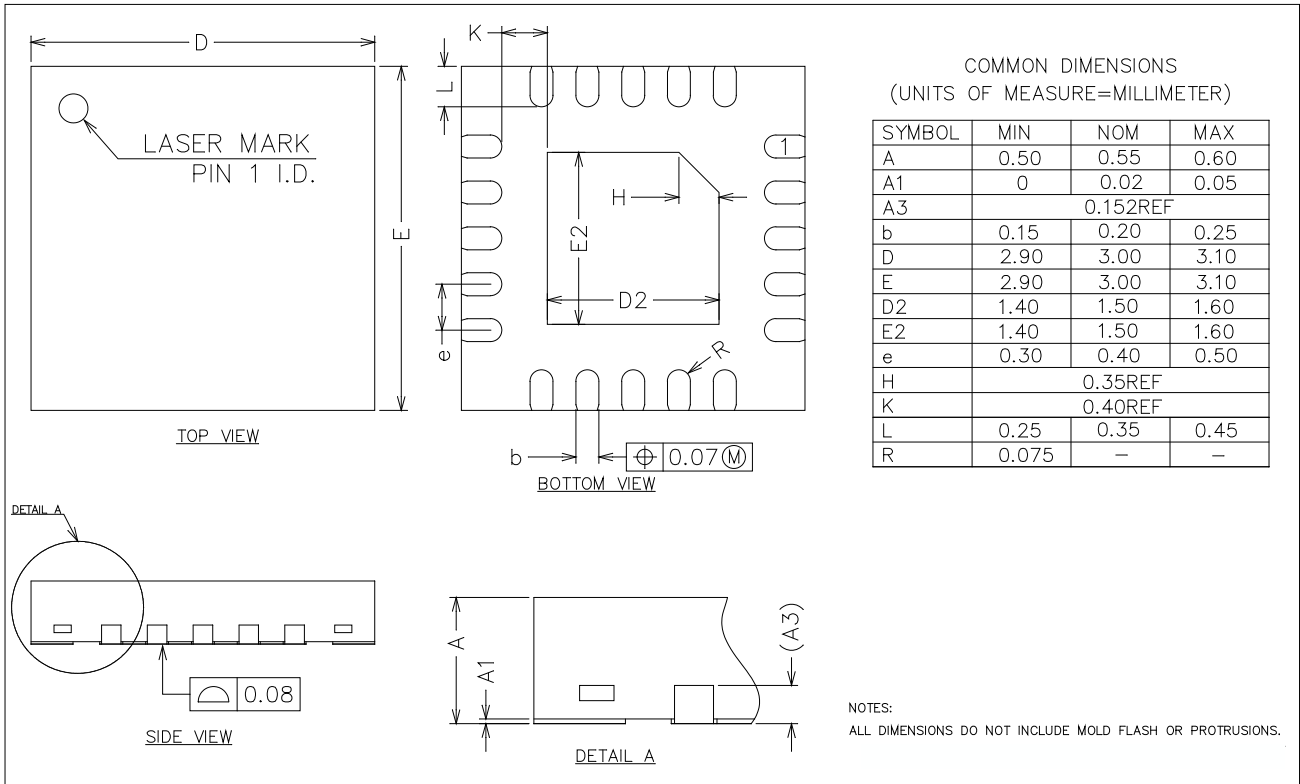 D
LASER MARK
PIN 1 I.D.
E
TOP VIEW
K
L
1
H
E2
D2
e
R
b
0.07 Ⓜ
BOTTOM VIEW
COMMON DIMENSIONS
(UNITS OF MEASURE=MILLIMETER)
SYMBOL MIN NOM MAX
A 0.50 0.55 0.60
A1 0 0.02 0.05
A3 0.152REF
b 0.15 0.20 0.25
D 2.90 3.00 3.10
E 2.90 3.00 3.10
D2 1.40 1.50 1.60
E2 1.40 1.50 1.60
e 0.30 0.40 0.50
H 0.35REF
K 0.40REF
L 0.25 0.35 0.45
R 0.075 – –
DETAIL A
0.08
SIDE VIEW
A
A1
(A3)
DETAIL A
NOTES:
ALL DIMENSIONS DO NOT INCLUDE MOLD FLASH OR PROTRUSIONS.